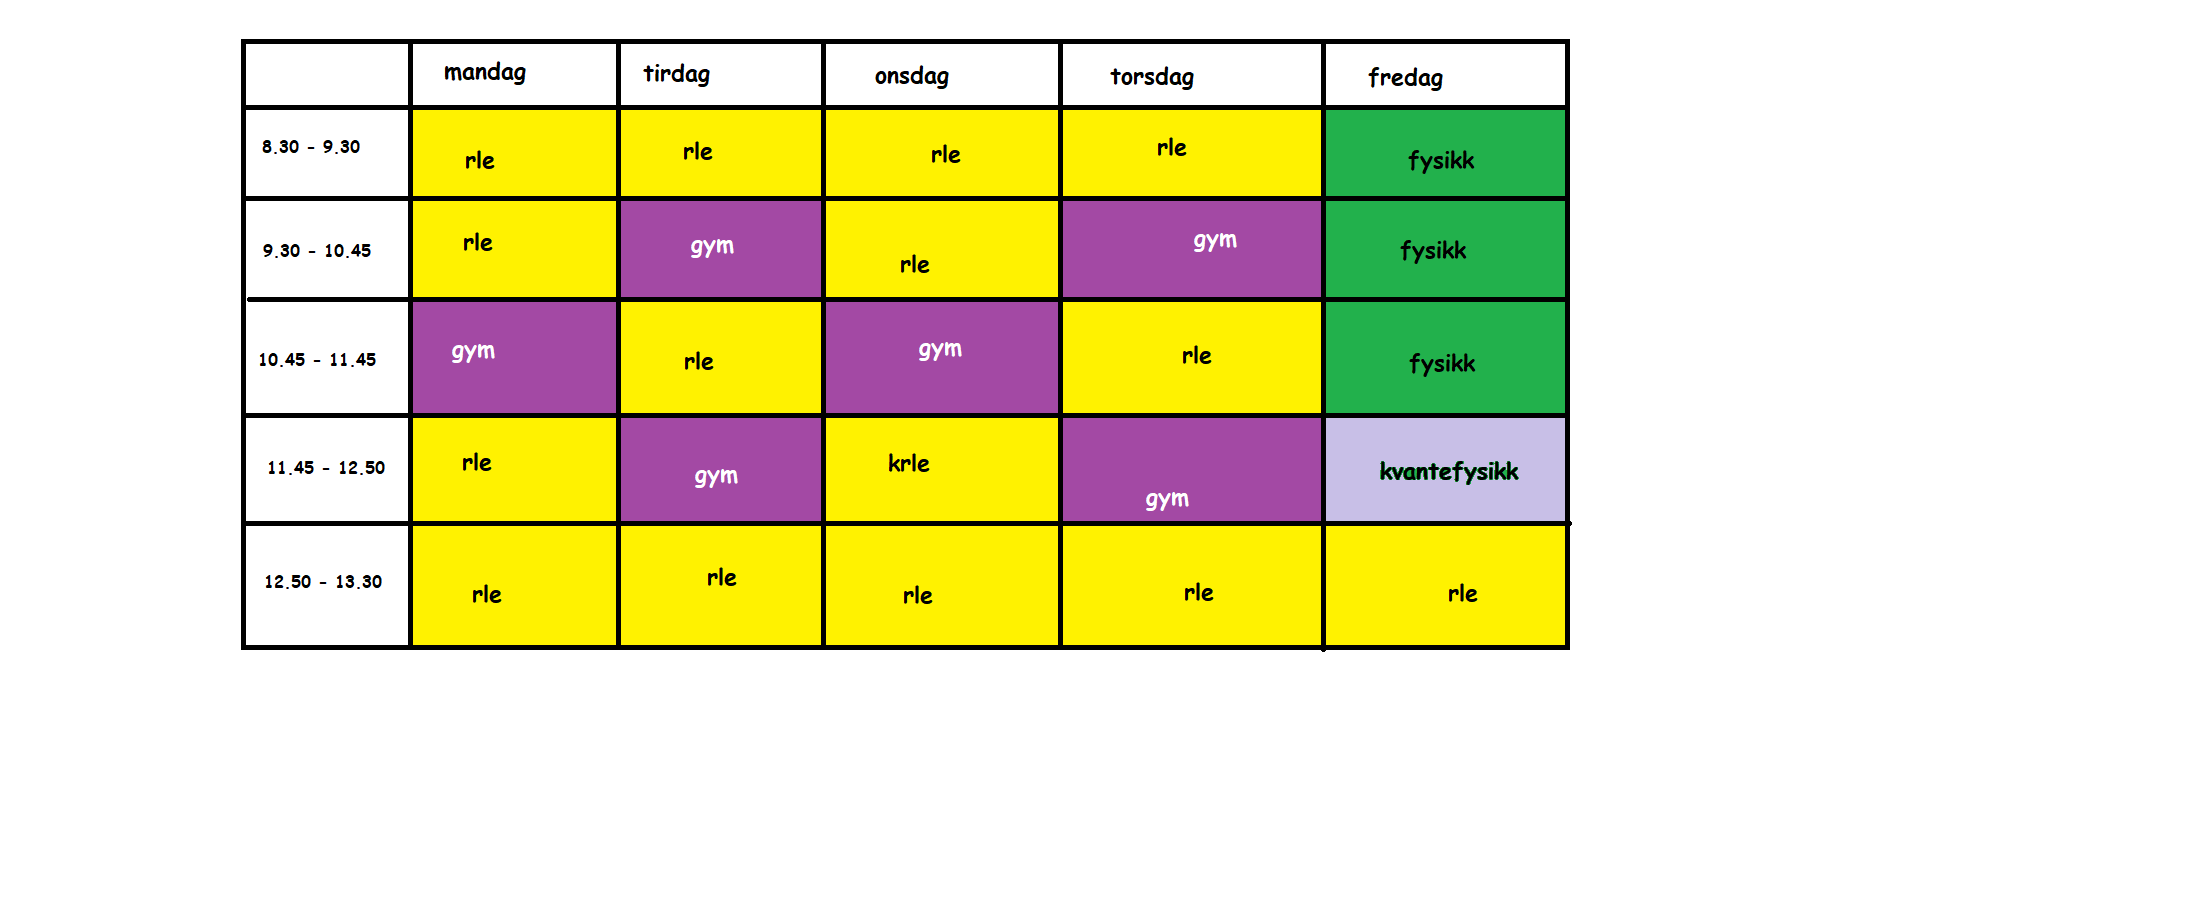 mandag tirdag onsdag torsdag fredag
8.30 - 9.30 rle rle rle rle fysikk
9.30 - 10.45 rle gym rle gym fysikk
10.45 - 11.45 gym rle gym rle fysikk
11.45 - 12.50 rle gym krle gym kvantefysikk
12.50 - 13.30 rle rle rle rle rle